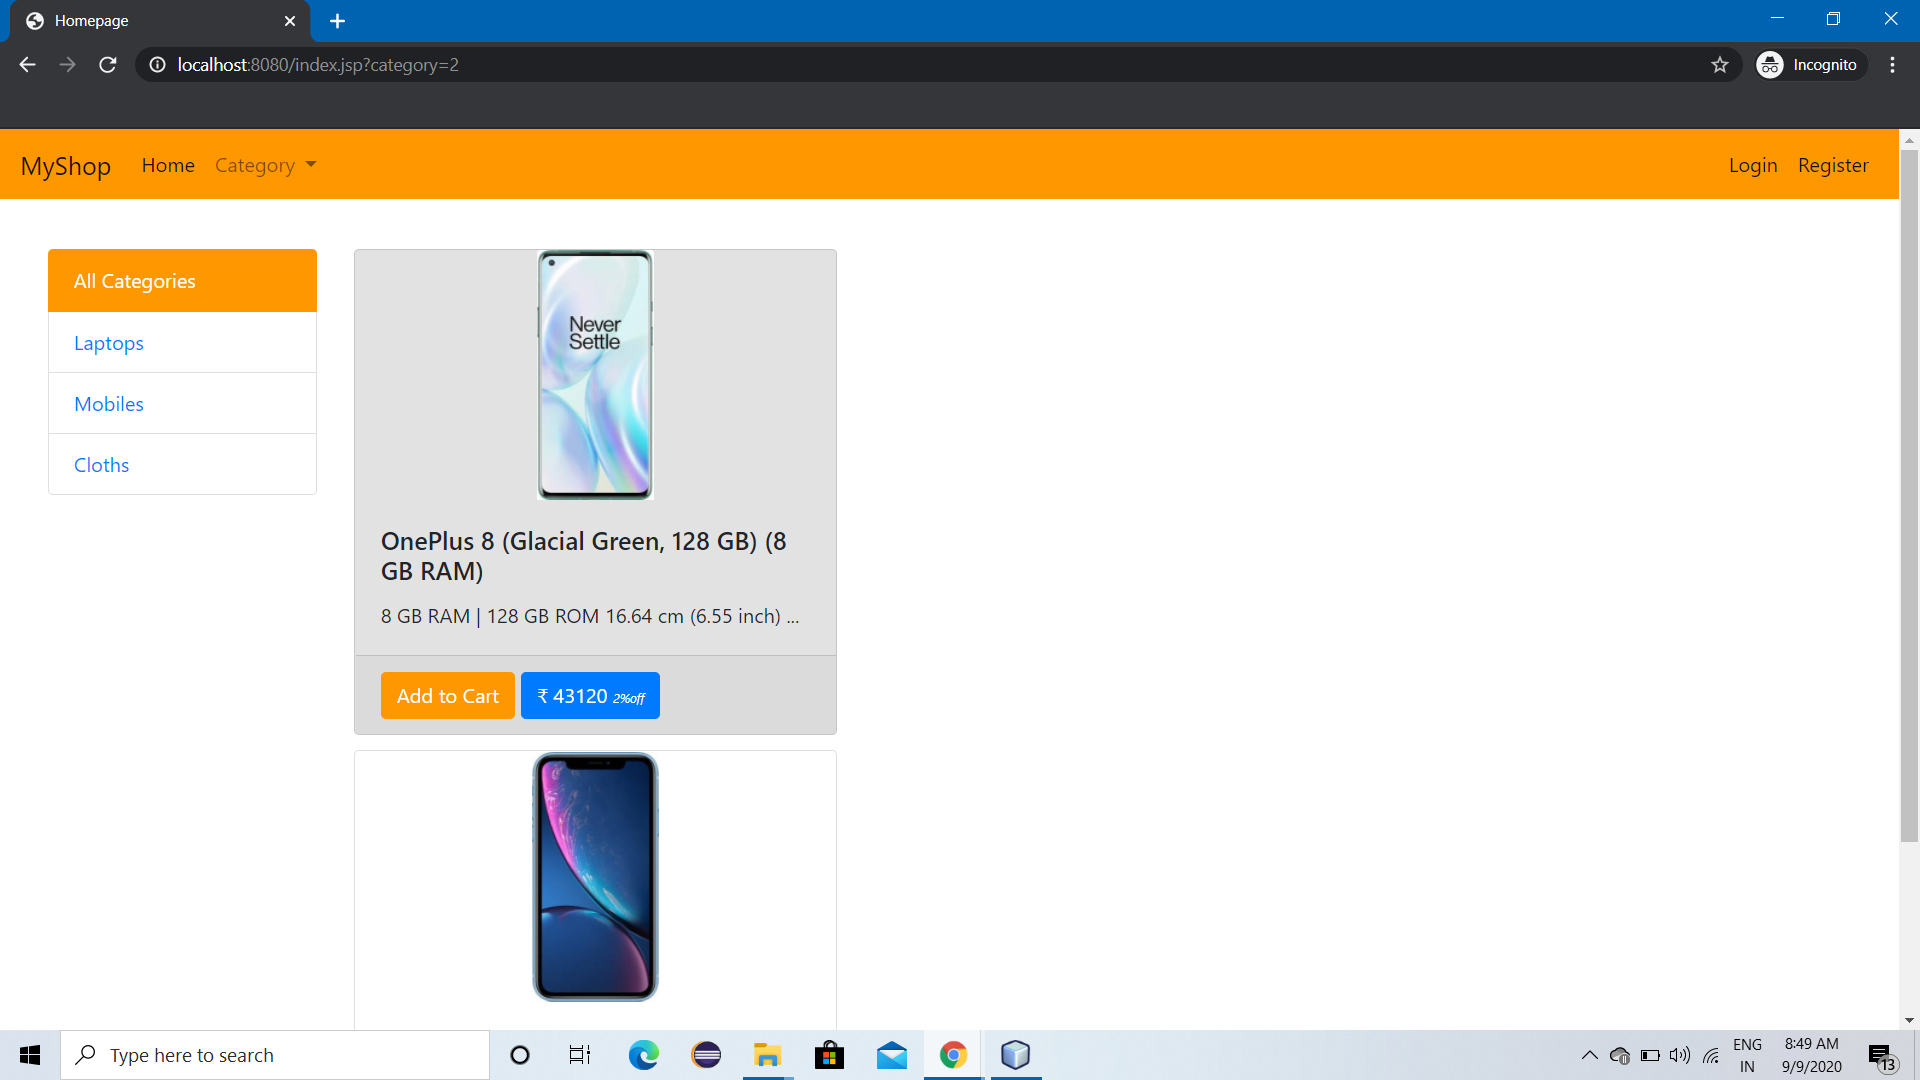 Homepage
localhost:8080/index.jsp?category=2
Incognito
MyShop Home Category Login Register
All Categories
Laptops
Mobiles
Cloths
Never
Settle
OnePlus 8 (Glacial Green, 128 GB) (8
GB RAM)
8 GB RAM | 128 GB ROM 16.64 cm (6.55 inch) ...
Add to Cart ₹ 43120 2%off
Type here to search
ENG
IN
8:49 AM
9/9/2020
13